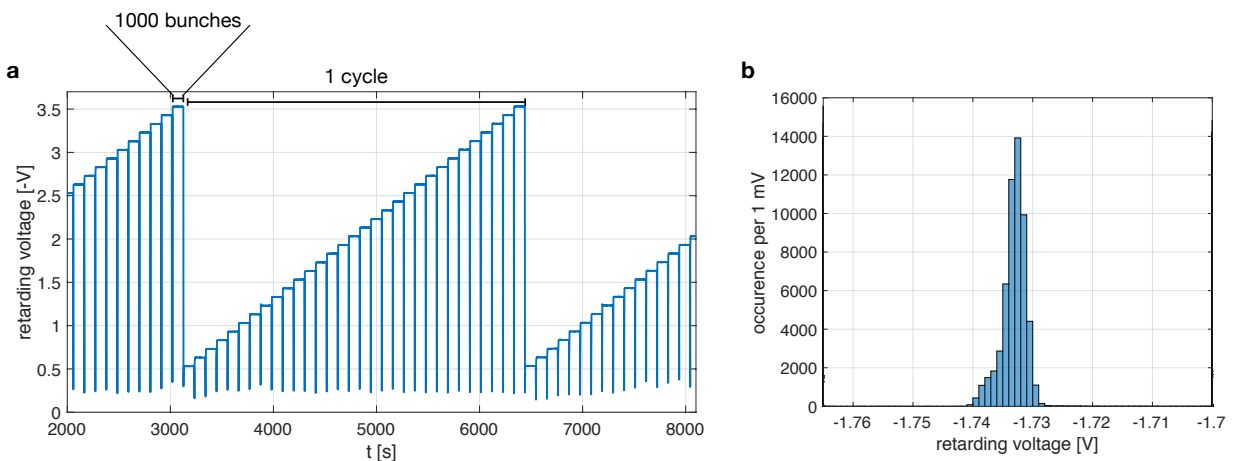 1000 bunches
a
1 cycle
3.5
3
2.5
2
1.5
1
0.5
0
retarding voltage [-V]
2000 3000 4000 5000 6000 7000 8000
t [s]
b
16000
14000
12000
10000
8000
6000
4000
2000
0
occurence per 1 mV
-1.76 -1.75 -1.74 -1.73 -1.72 -1.71 -1.7
retarding voltage [V]